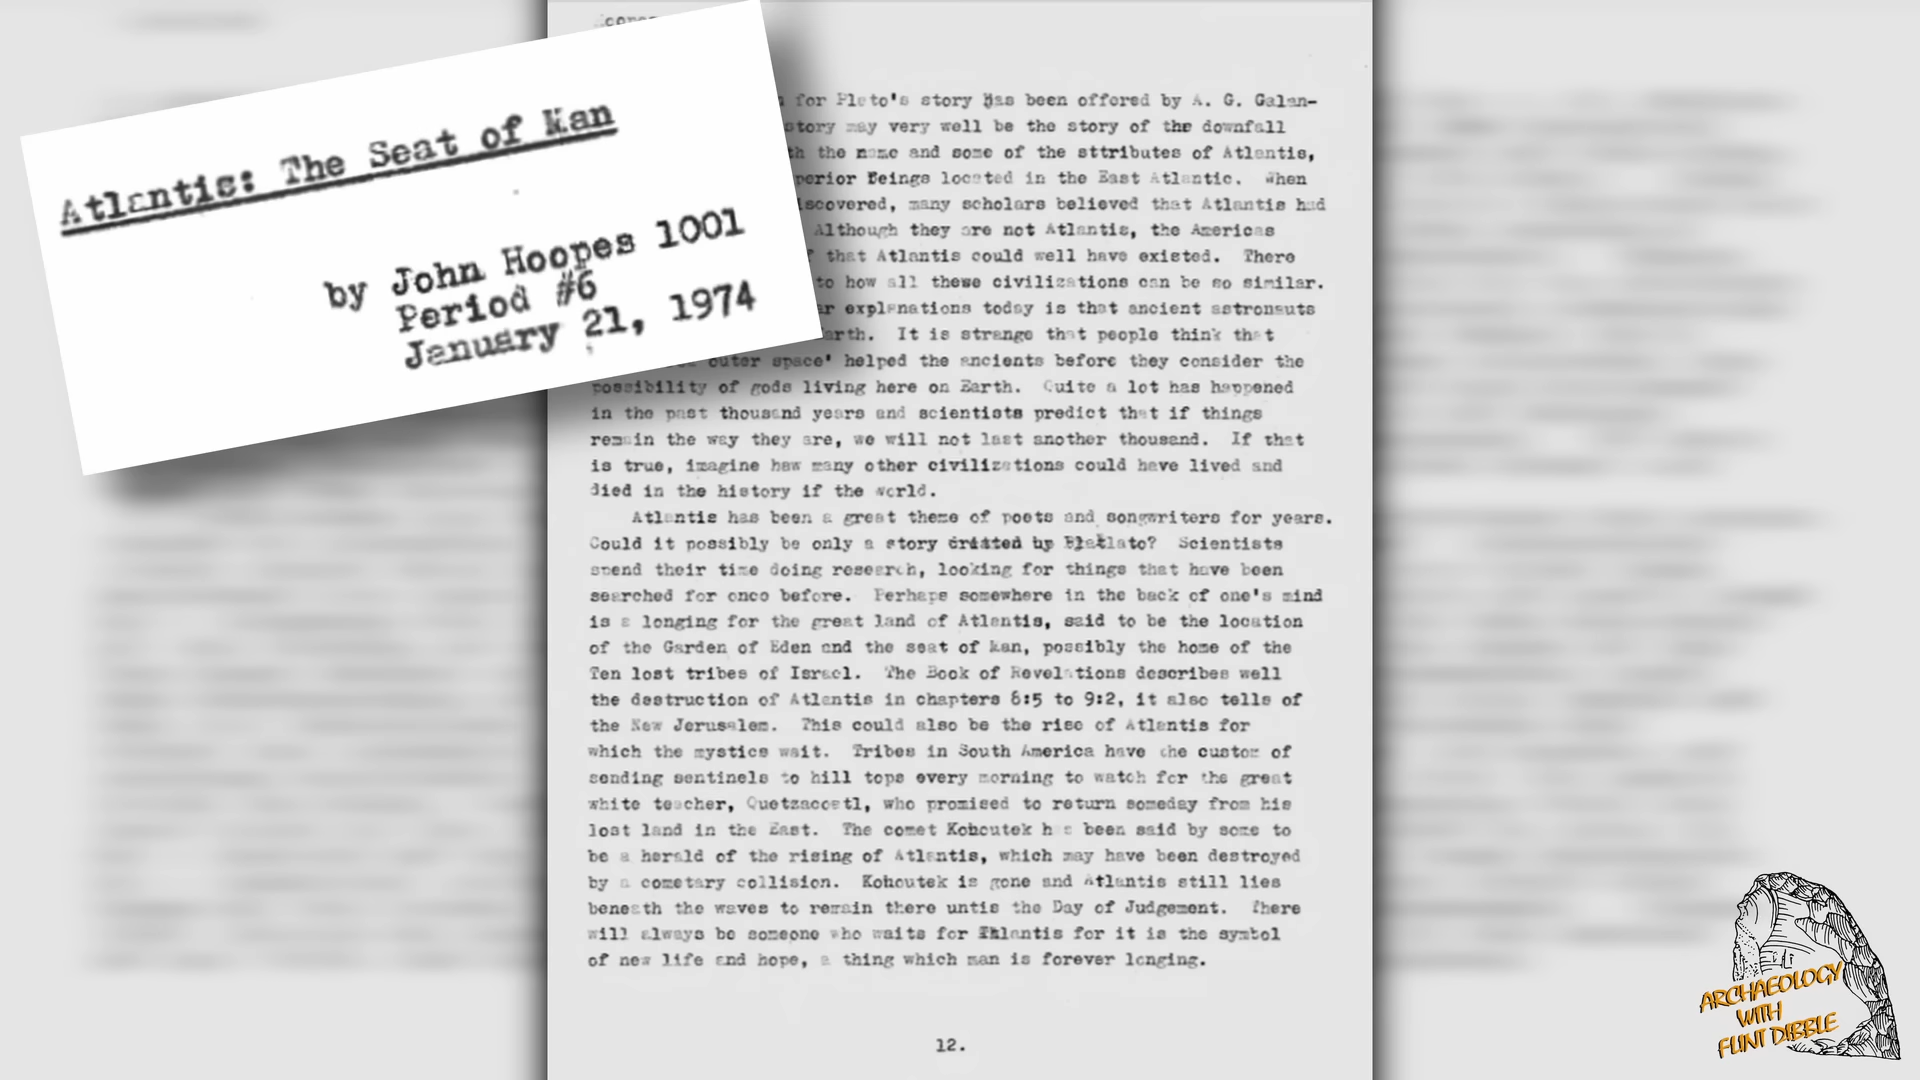 Atlantis: The Seat of Man
by John Hoopes 1001
Period #6
January 21, 1974
for Plato's story has been offered by A. G. Galan-
story may very well be the story of the downfall
the name and some of the sttributes of Atlantis,
Beings located in the East Atlantic. When
many scholars believed that Atlantis had
Although they are not Atlantis, the Americas
that Atlantis could well have existed. There
to how all these civilizations can be so similar.
explanations today is that ancient astronauts
It is strange that people think that
outer space' helped the ancients before they consider the
possibility of gods living here on Earth. Quite a lot has happened
in the past thousand years and scientists predict that if things
remain the way they are, we will not last another thousand. If that
is true, imagine haw many other civilizations could have lived and
died in the history if the world.
Atlantis has been a great theme of poets and songwriters for years.
Could it possibly be only a story by Scientists
spend their time doing research, looking for things that have been
searched for once before. Perhaps somewhere in the back of one's mind
is a longing for the great land of Atlantis, said to be the location
of the Garden of Eden and the seat of man, possibly the home of the
Ten lost tribes of Israel. The Book of Revelations describes well
the destruction of Atlantis in chapters 8:5 to 9:2, it also tells of
the New Jerusalem. This could also be the rise of Atlantis for
which the mystics wait. Tribes in South America have the custom of
sending sentinels to hill tops every morning to watch for the great
white teacher, Quetzacoatl, who promised to return someday from his
lost land in the East. The comet Kohoutek has been said by some to
be a herald of the rising of Atlantis, which may have been destroyed
by a cometary collision. Kohoutek is gone and Atlantis still lies
beneath the waves to remain there untis the Day of Judgement. There
will always be someone who waits for Atlantis for it is the symbol
of new life and hope, a thing which man is forever longing.
12.
ARCHAEOLOGY
WITH
FLINT DIBBLE